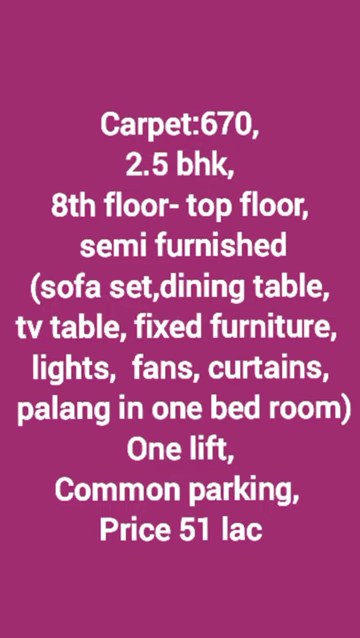 Carpet:670,
2.5 bhk,
8th floor- top floor,
semi furnished
(sofa set,dining table,
tv table, fixed furniture,
lights, fans, curtains,
palang in one bed room)
One lift,
Common parking,
Price 51 lac